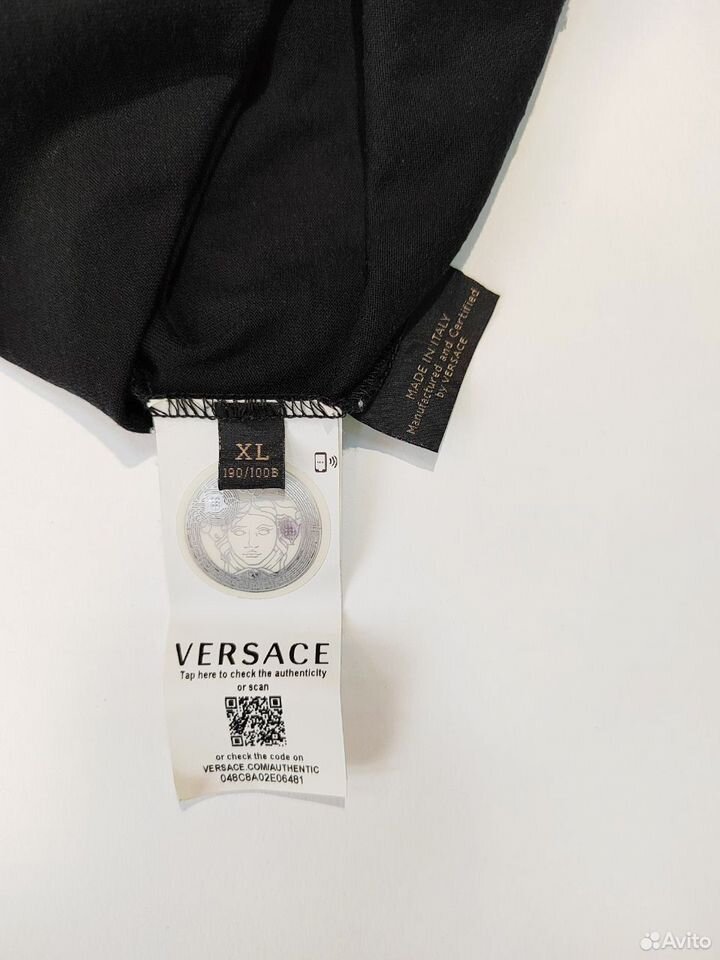 MADE IN ITALY
Manufactured and Certified
by VERSACE
XL
190/100B
VERSACE
Tap here to check the authenticity
or scan
or check the code on
VERSACE.COM/AUTHENTIC
048C8A02E06481
Avito